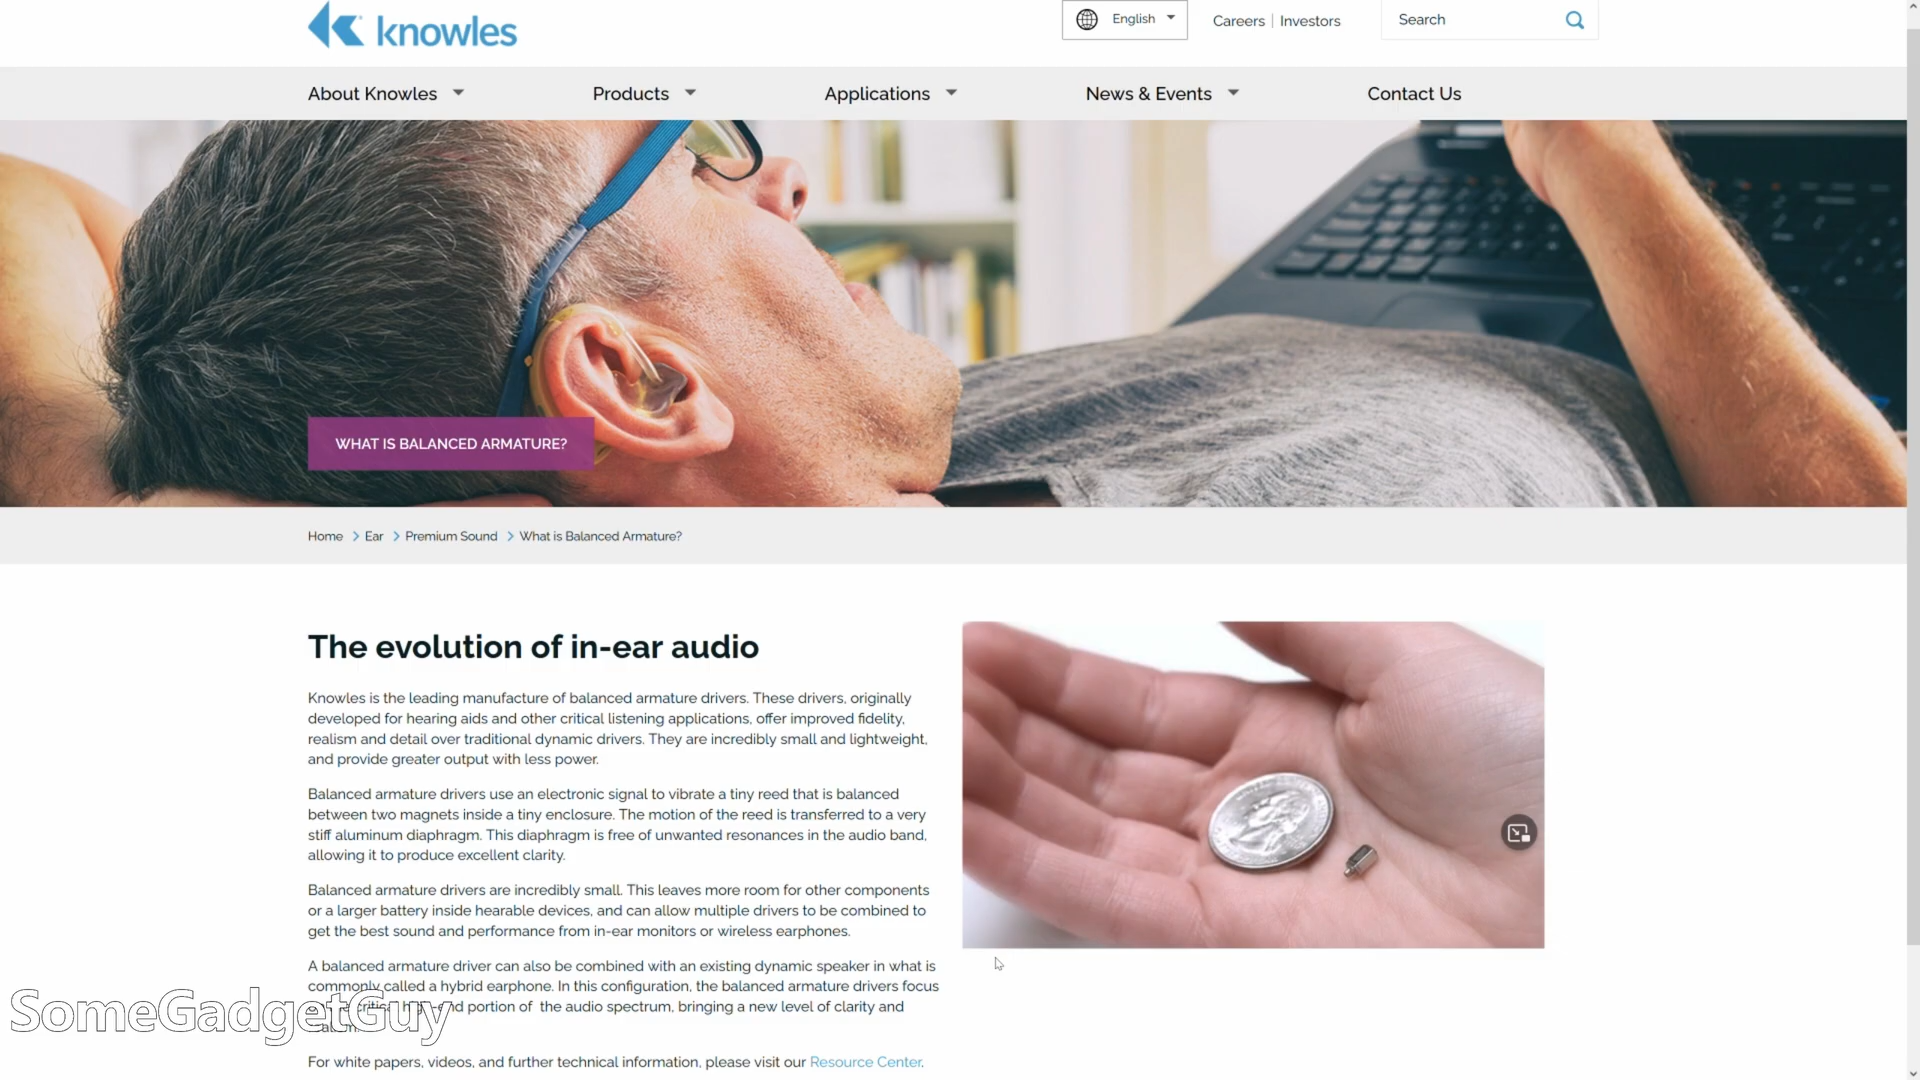 knowles
English
Careers | Investors
Search
About Knowles
Products
Applications
News & Events
Contact Us
WHAT IS BALANCED ARMATURE?
Home > Ear > Premium Sound > What is Balanced Armature?
The evolution of in-ear audio
Knowles is the leading manufacture of balanced armature drivers. These drivers, originally
developed for hearing aids and other critical listening applications, offer improved fidelity,
realism and detail over traditional dynamic drivers. They are incredibly small and lightweight,
and provide greater output with less power.
Balanced armature drivers use an electronic signal to vibrate a tiny reed that is balanced
between two magnets inside a tiny enclosure. The motion of the reed is transferred to a very
stiff aluminum diaphragm. This diaphragm is free of unwanted resonances in the audio band,
allowing it to produce excellent clarity.
Balanced armature drivers are incredibly small. This leaves more room for other components
or a larger battery inside hearable devices, and can allow multiple drivers to be combined to
get the best sound and performance from in-ear monitors or wireless earphones.
A balanced armature driver can also be combined with an existing dynamic speaker in what is
commonly called a hybrid earphone. In this configuration, the balanced armature drivers focus
portion of the audio spectrum, bringing a new level of clarity and
SomeGadgetGuy
For white papers, videos, and further technical information, please visit our Resource Center.